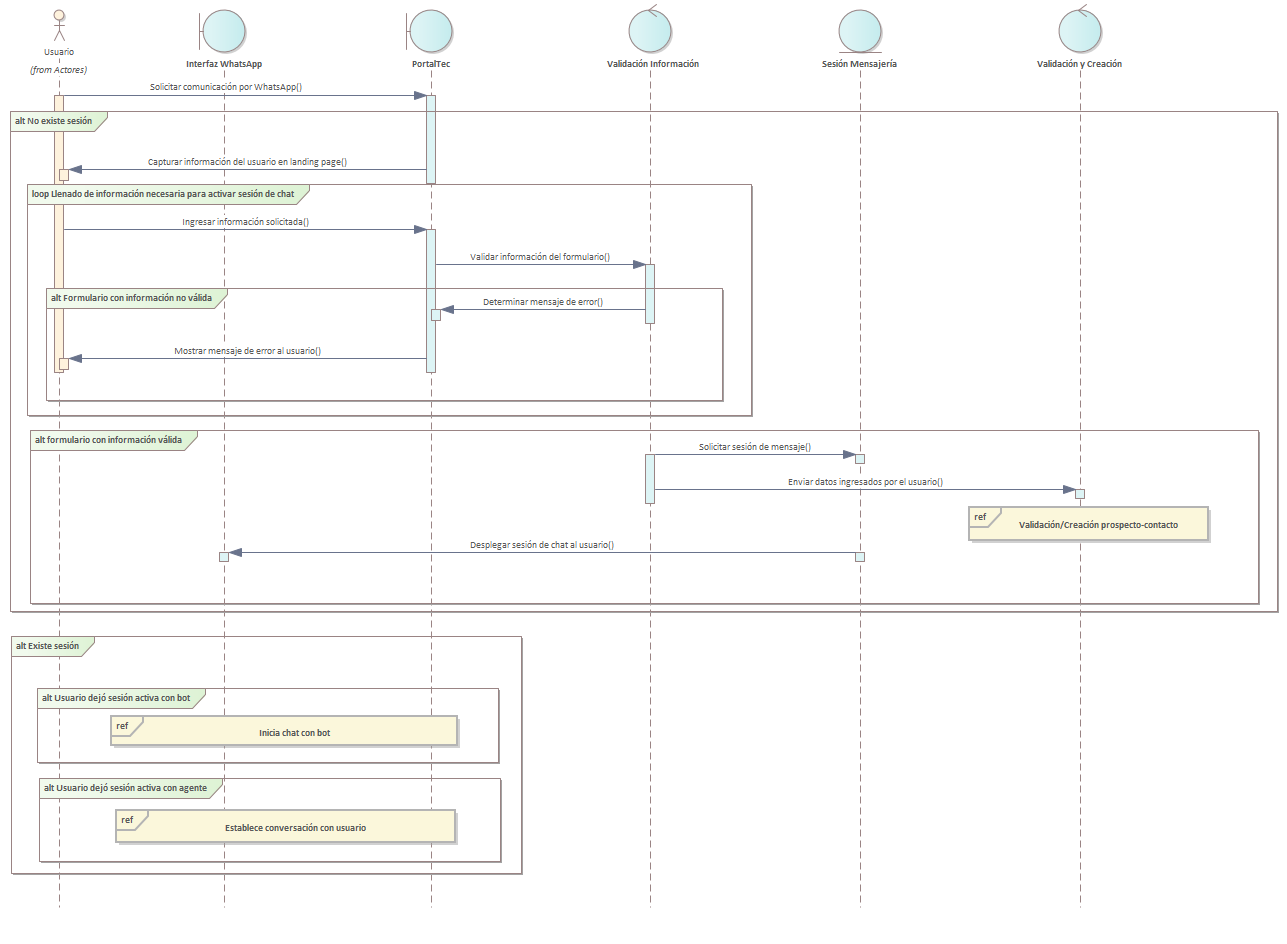 Usuario
(from Actores)
Interfaz WhatsApp
PortalTec
Validación Información
Sesión Mensajería
Validación y Creación
Solicitar comunicación por WhatsApp()
alt No existe sesión
Capturar información del usuario en landing page()
loop Llenado de información necesaria para activar sesión de chat
Ingresar información solicitada()
Validar información del formulario()
alt Formulario con información no válida
Determinar mensaje de error()
Mostrar mensaje de error al usuario()
alt formulario con información válida
Solicitar sesión de mensaje()
Enviar datos ingresados por el usuario()
ref
Validación/Creación prospecto-contacto
Desplegar sesión de chat al usuario()
alt Existe sesión
alt Usuario dejó sesión activa con bot
ref
Inicia chat con bot
alt Usuario dejó sesión activa con agente
ref
Establece conversación con usuario